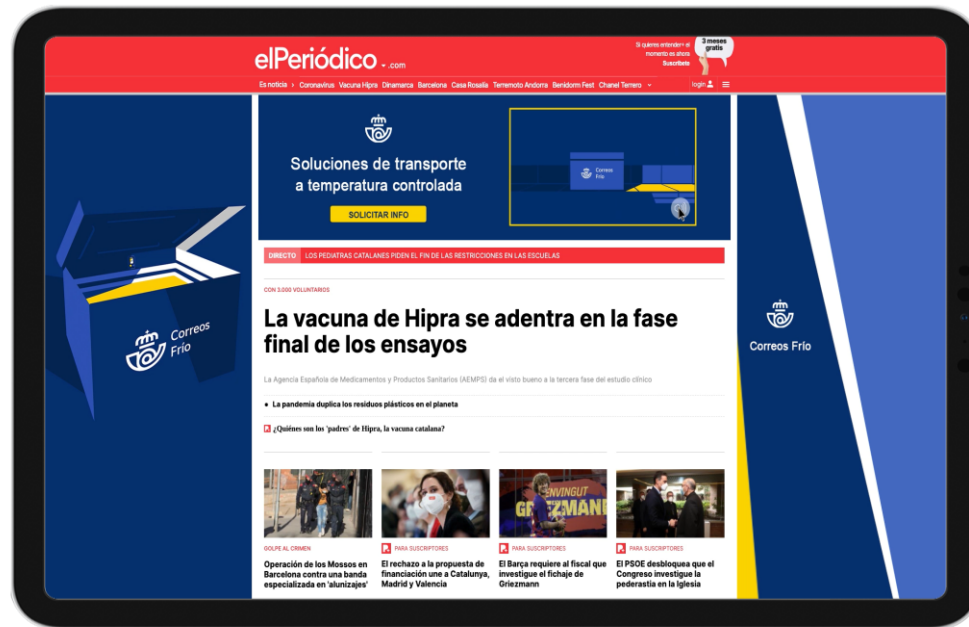 elPeriódico .com
Si quieres entender+ el
momento es ahora
Suscríbete
3 meses
gratis
Es noticia › Coronavirus Vacuna Hipra Dinamarca Barcelona Casa Rosalía Terremoto Andorra Benidorm Fest Chanel Terrero
login
Soluciones de transporte
a temperatura controlada
SOLICITAR INFO
Correos
Frío
DIRECTO LOS PEDIATRAS CATALANES PIDEN EL FIN DE LAS RESTRICCIONES EN LAS ESCUELAS
CON 3.000 VOLUNTARIOS
La vacuna de Hipra se adentra en la fase
final de los ensayos
La Agencia Española de Medicamentos y Productos Sanitarios (AEMPS) da el visto bueno a la tercera fase del estudio clínico
• La pandemia duplica los residuos plásticos en el planeta
¿Quiénes son los 'padres' de Hipra, la vacuna catalana?
Correos
Frío
Correos Frío
ENVINGUT
GRIEZMANN
GOLPE AL CRIMEN
Operación de los Mossos en
Barcelona contra una banda
especializada en 'alunizajes'
PARA SUSCRIPTORES
El rechazo a la propuesta de
financiación une a Catalunya,
Madrid y Valencia
PARA SUSCRIPTORES
El Barça requiere al fiscal que
investigue el fichaje de
Griezmann
PARA SUSCRIPTORES
El PSOE desbloquea que el
Congreso investigue la
pederastia en la Iglesia